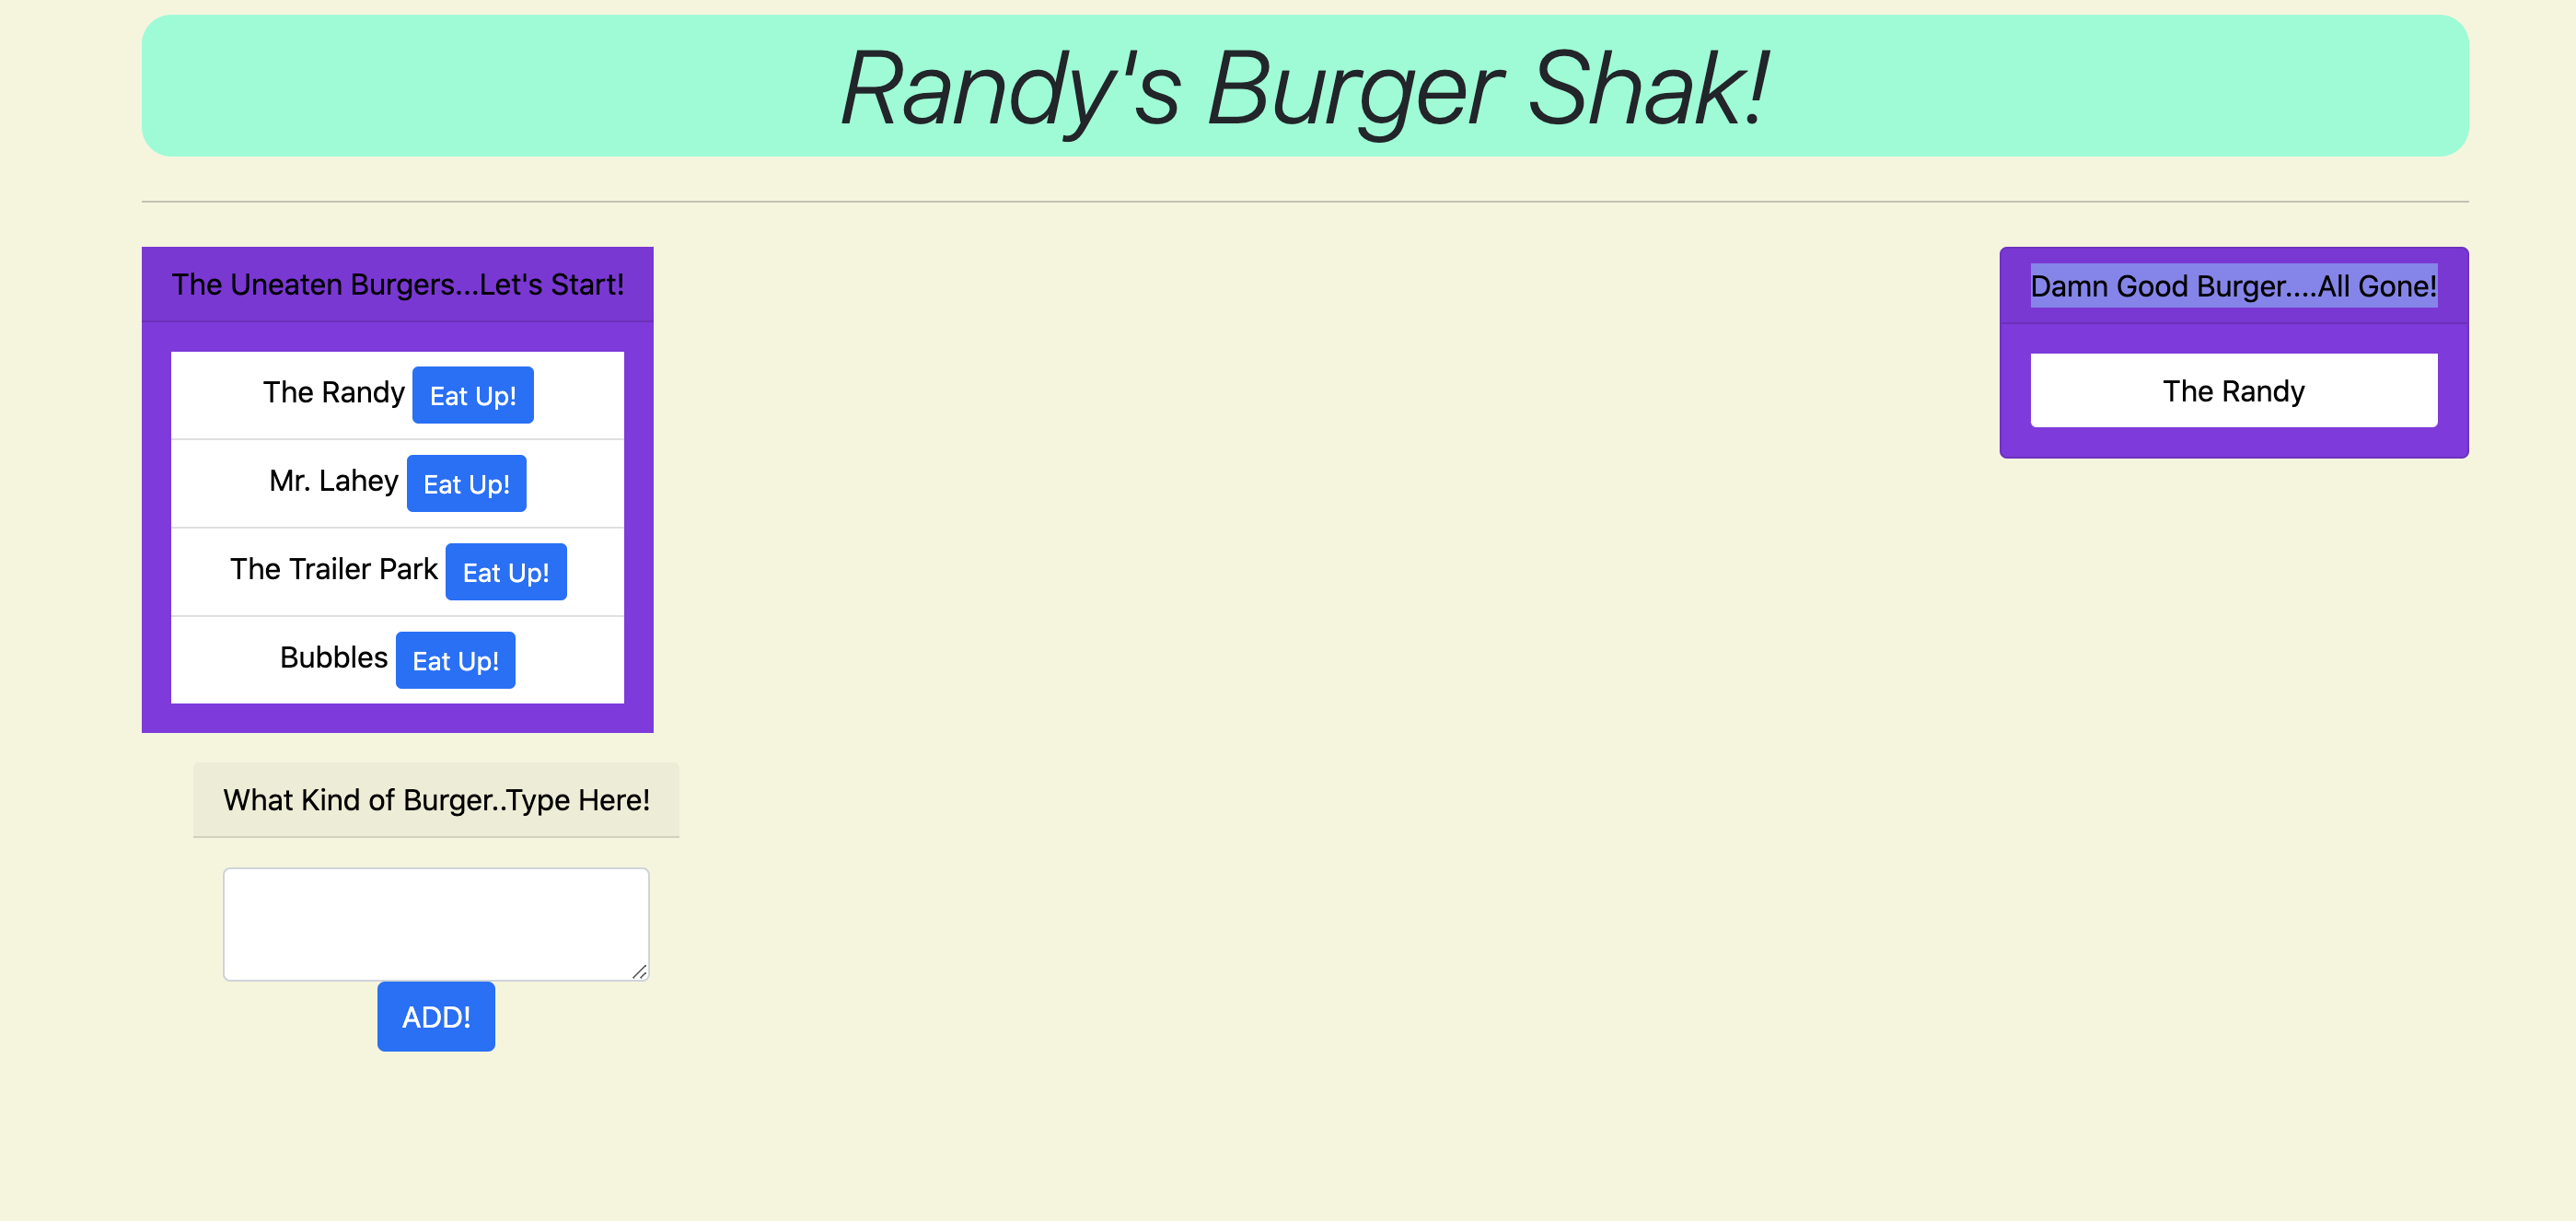 Randy's Burger Shak!
The Uneaten Burgers...Let's Start!
The Randy Eat Up!
Mr. Lahey Eat Up!
The Trailer Park Eat Up!
Bubbles Eat Up!
What Kind of Burger..Type Here!
ADD!
Damn Good Burger....All Gone!
The Randy